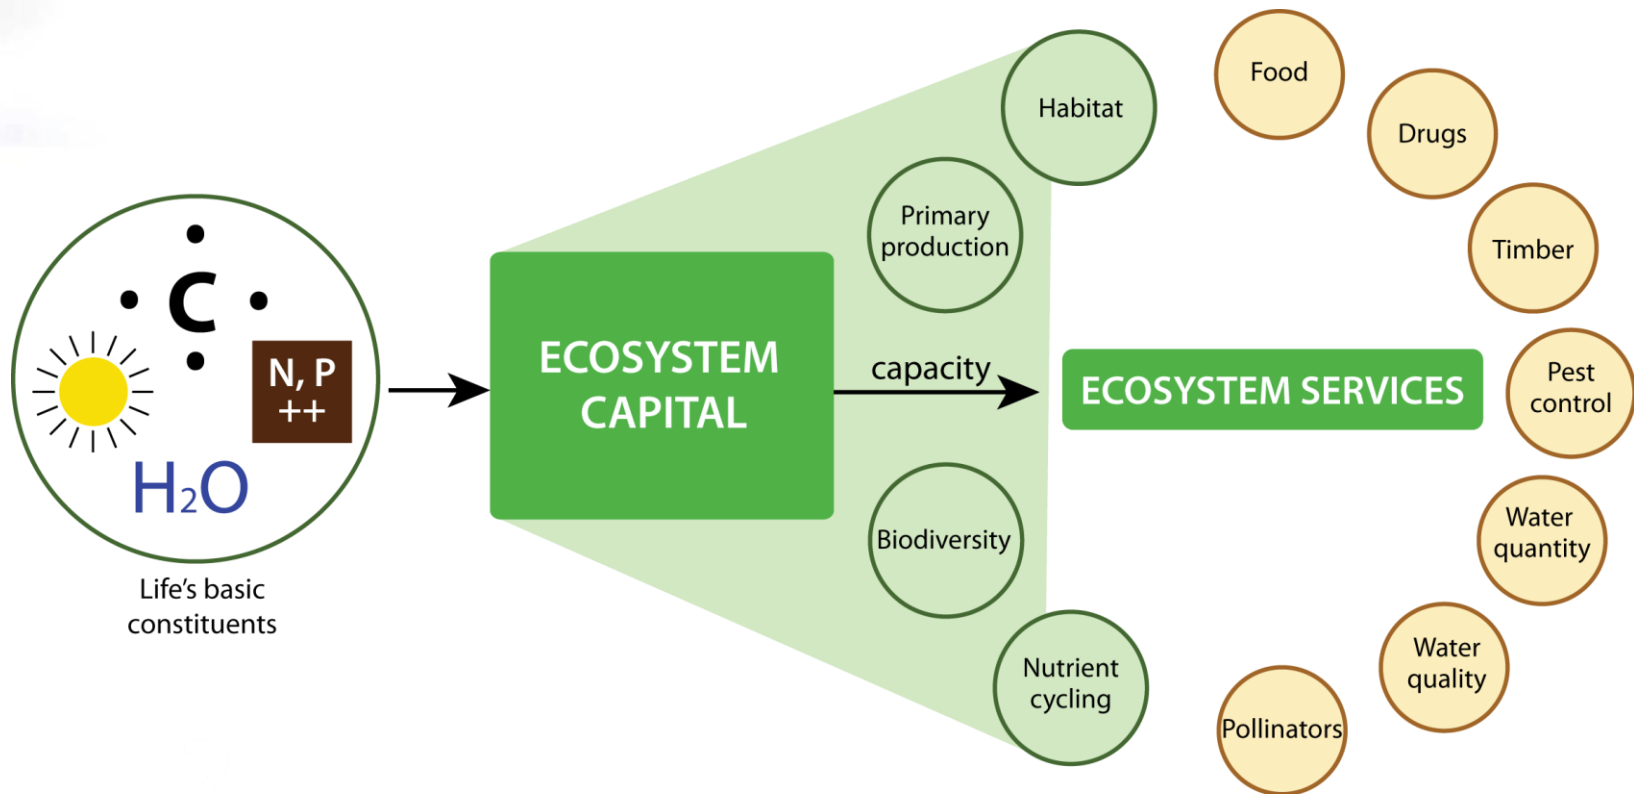 C
N, P
++
H₂O
Life's basic
constituents
ECOSYSTEM
CAPITAL
Habitat
Primary
production
capacity
Biodiversity
Nutrient
cycling
ECOSYSTEM SERVICES
Food
Drugs
Timber
Pest
control
Water
quantity
Water
quality
Pollinators